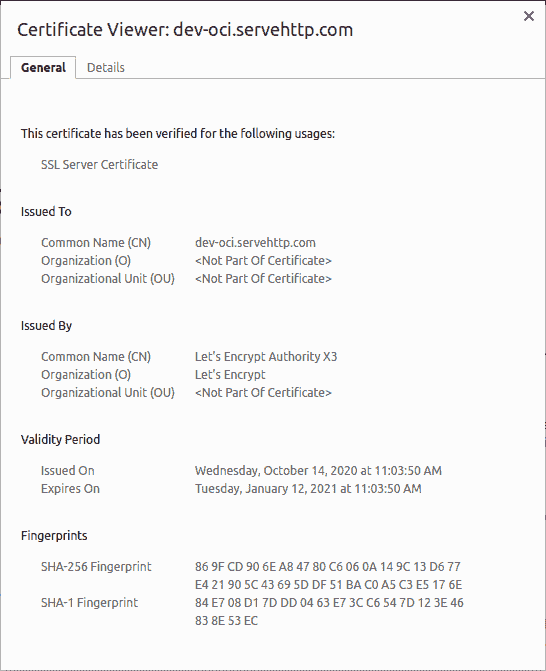 Certificate Viewer: dev-oci.servehttp.com
General Details
This certificate has been verified for the following usages:
SSL Server Certificate
Issued To
Common Name (CN) dev-oci.servehttp.com
Organization (O) <Not Part Of Certificate>
Organizational Unit (OU) <Not Part Of Certificate>
Issued By
Common Name (CN) Let's Encrypt Authority X3
Organization (O) Let's Encrypt
Organizational Unit (OU) <Not Part Of Certificate>
Validity Period
Issued On Wednesday, October 14, 2020 at 11:03:50 AM
Expires On Tuesday, January 12, 2021 at 11:03:50 AM
Fingerprints
SHA-256 Fingerprint 86 9F CD 90 6E A8 47 80 C6 06 0A 14 9C 13 D6 77
E4 21 90 5C 43 69 5D DF 51 BA C0 A5 C3 E5 17 6E
SHA-1 Fingerprint 84 E7 08 D1 7D DD 04 63 E7 3C C6 54 7D 12 3E 46
83 8E 53 EC